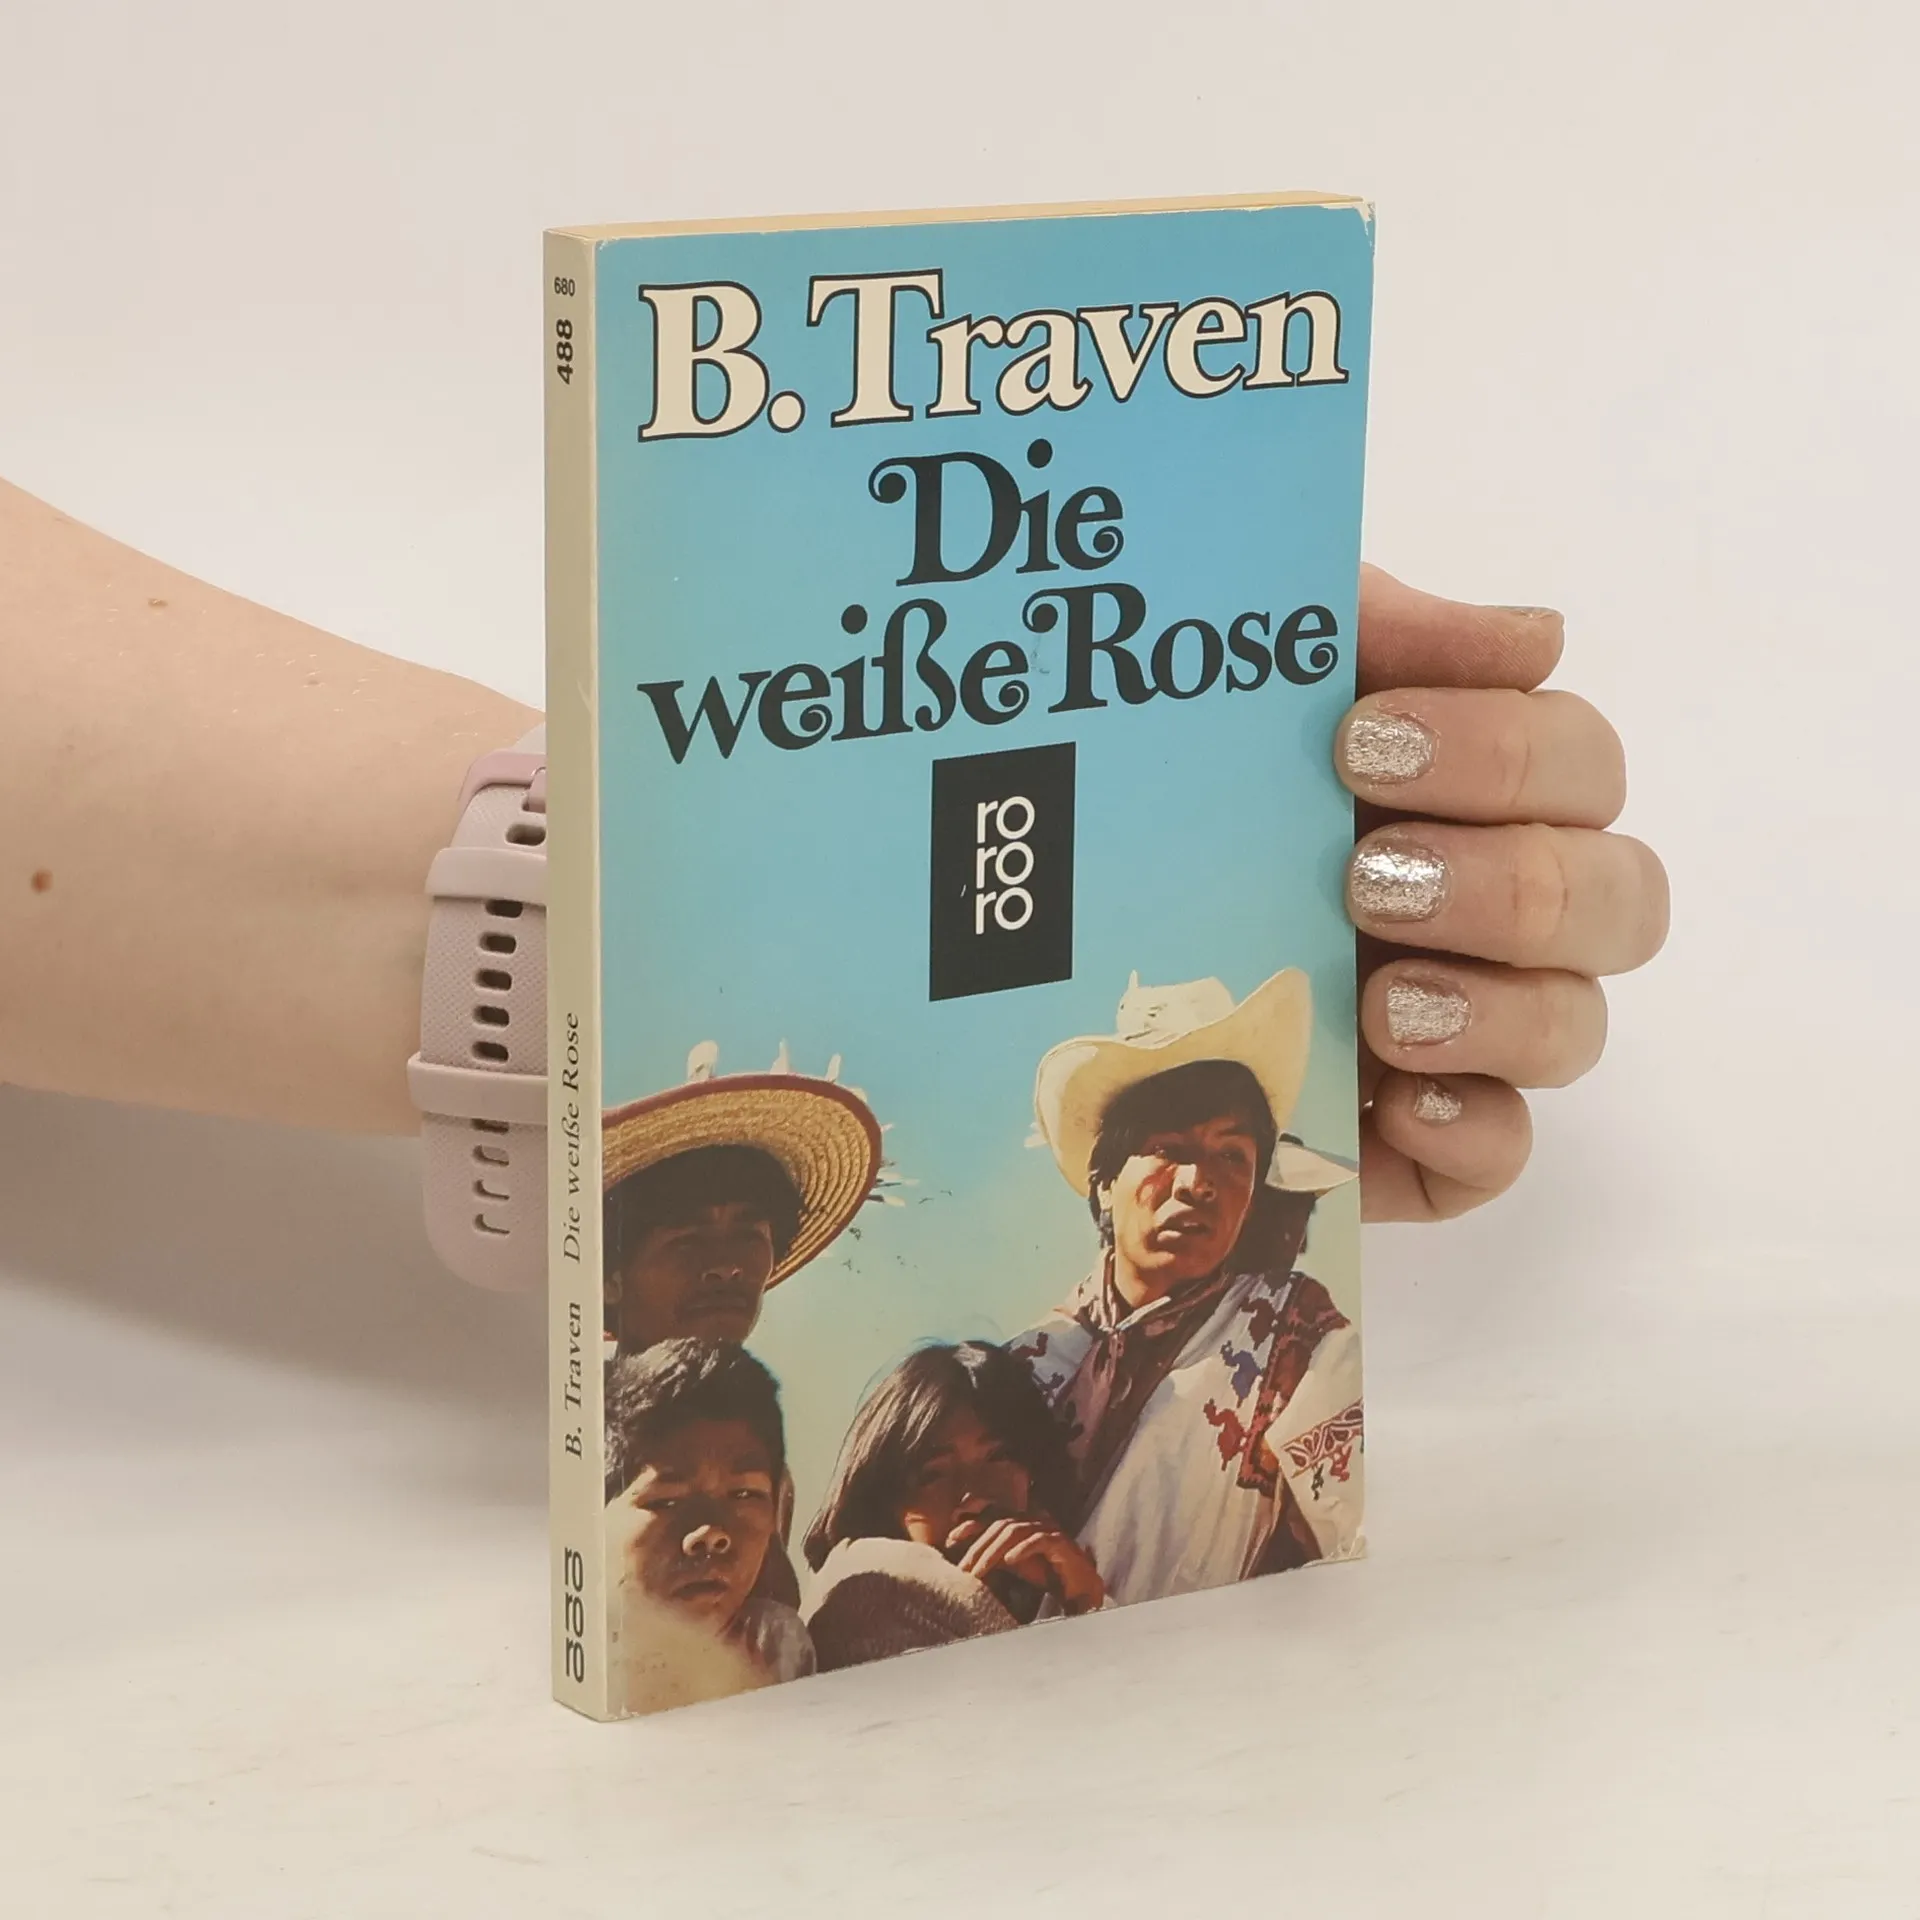 B. Traven
Die
weiße Rose
ro
ro
ro
680
488
B. Traven Die weiße Rose
ro
ro
ro